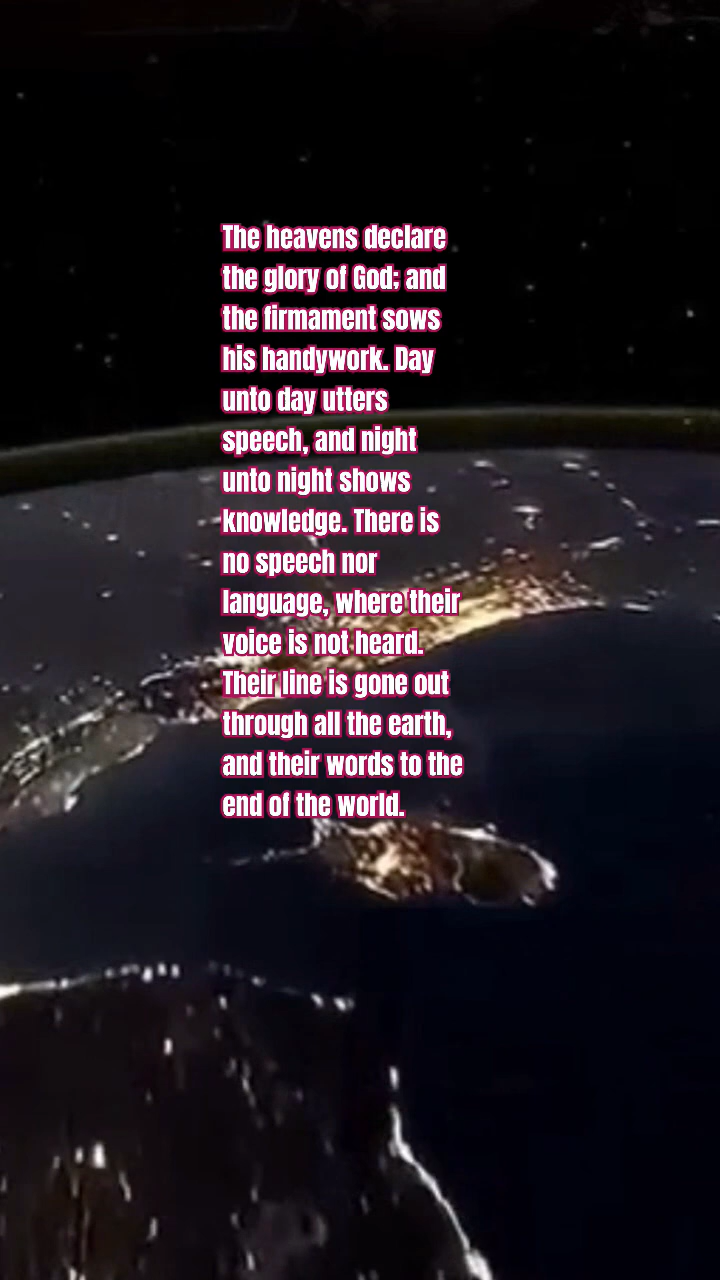 The heavens declare
the glory of God; and
the firmament sows
his handywork. Day
unto day utters
speech, and night
unto night shows
knowledge. There is
no speech nor
language, where their
voice is not heard.
Their line is gone out
through all the earth,
and their words to the
end of the world.